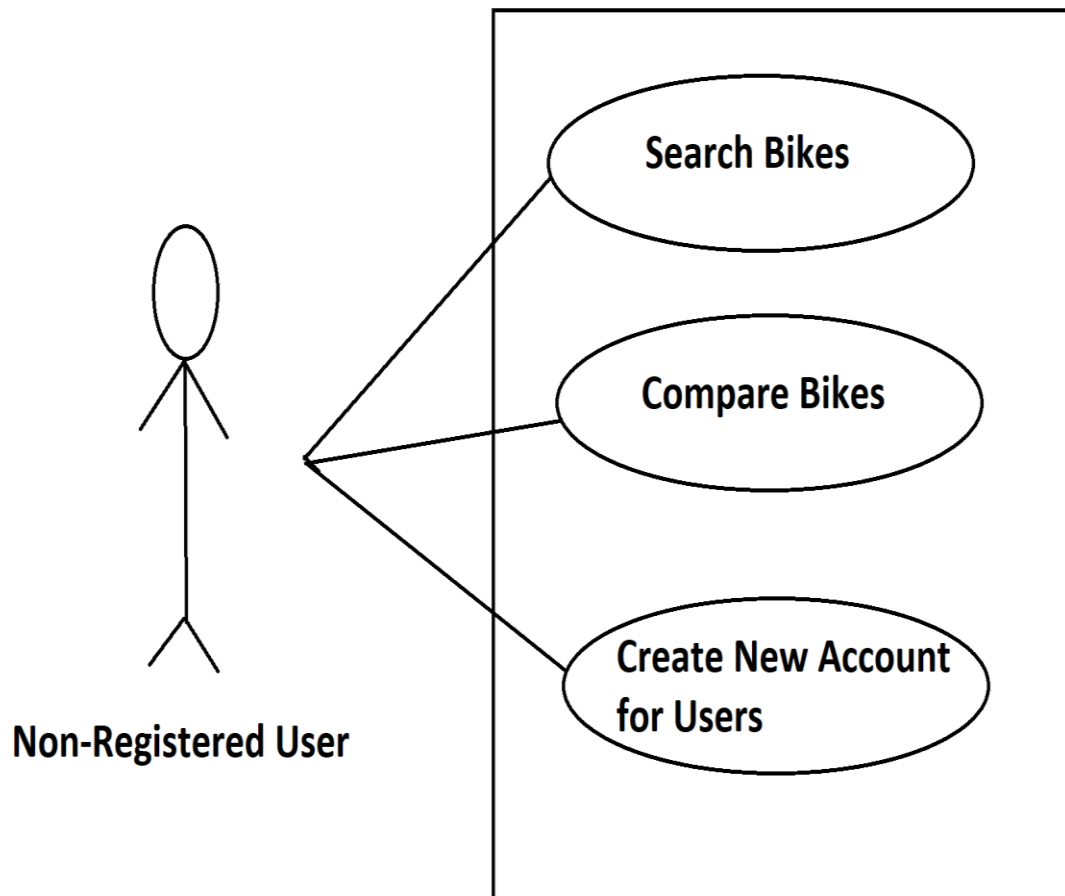 Search Bikes
Compare Bikes
Create New Account
for Users
Non-Registered User